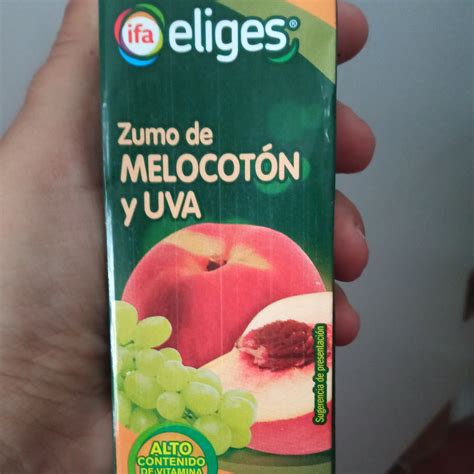 ifa eliges®
Zumo de
MELOCOTÓN
y UVA
Sugerencia de presentación
ALTO
CONTENIDO
DE VITAMINA